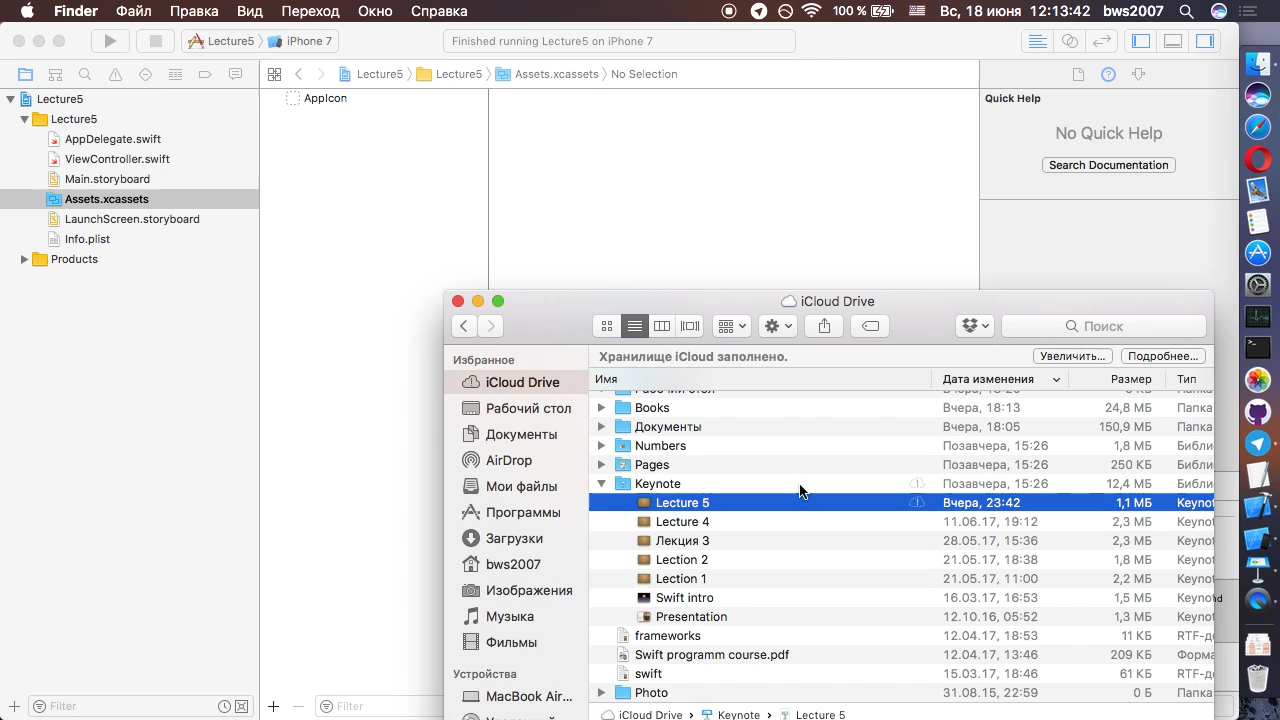 Finder Файл Правка Вид Переход Окно Справка 100 % Вс, 18 июня 12:13:42 bws2007
Lecture5 iPhone 7 Finished running Lecture5 on iPhone 7
Lecture5 Lecture5 Assets.xcassets No Selection
Lecture5
Lecture5
AppDelegate.swift
ViewController.swift
Main.storyboard
Assets.xcassets
LaunchScreen.storyboard
Info.plist
Products
AppIcon
Quick Help
No Quick Help
Search Documentation
iCloud Drive
Поиск
Хранилище iCloud заполнено. Увеличить... Подробнее...
Имя Дата изменения Размер Тип
Избранное
iCloud Drive
Рабочий стол
Документы
AirDrop
Мои файлы
Программы
Загрузки
bws2007
Изображения
Музыка
Фильмы
Устройства
MacBook Air...
Books Вчера, 18:13 24,8 МБ Папка
Документы Вчера, 18:05 150,9 МБ Папка
Numbers Позавчера, 15:26 1,8 МБ Библи
Pages Позавчера, 15:26 250 КБ Библи
Keynote Позавчера, 15:26 12,4 МБ Библи
Lecture 5 Вчера, 23:42 1,1 МБ Keyno
Lecture 4 11.06.17, 19:12 2,3 МБ Keyno
Лекция 3 28.05.17, 15:36 2,3 МБ Keyno
Lection 2 21.05.17, 18:38 1,8 МБ Keyno
Lection 1 21.05.17, 11:00 2,2 МБ Keyno
Swift intro 16.03.17, 16:53 1,5 МБ Keyno
Presentation 12.10.16, 05:52 1,3 МБ Keyno
frameworks 12.04.17, 18:53 11 КБ RTF-до
Swift programm course.pdf 12.04.17, 13:46 209 КБ Форма
swift 15.03.17, 18:46 61 КБ RTF-до
Photo 31.08.15, 22:59 0 Б Папка
iCloud Drive Keynote Lecture 5
Filter Filter